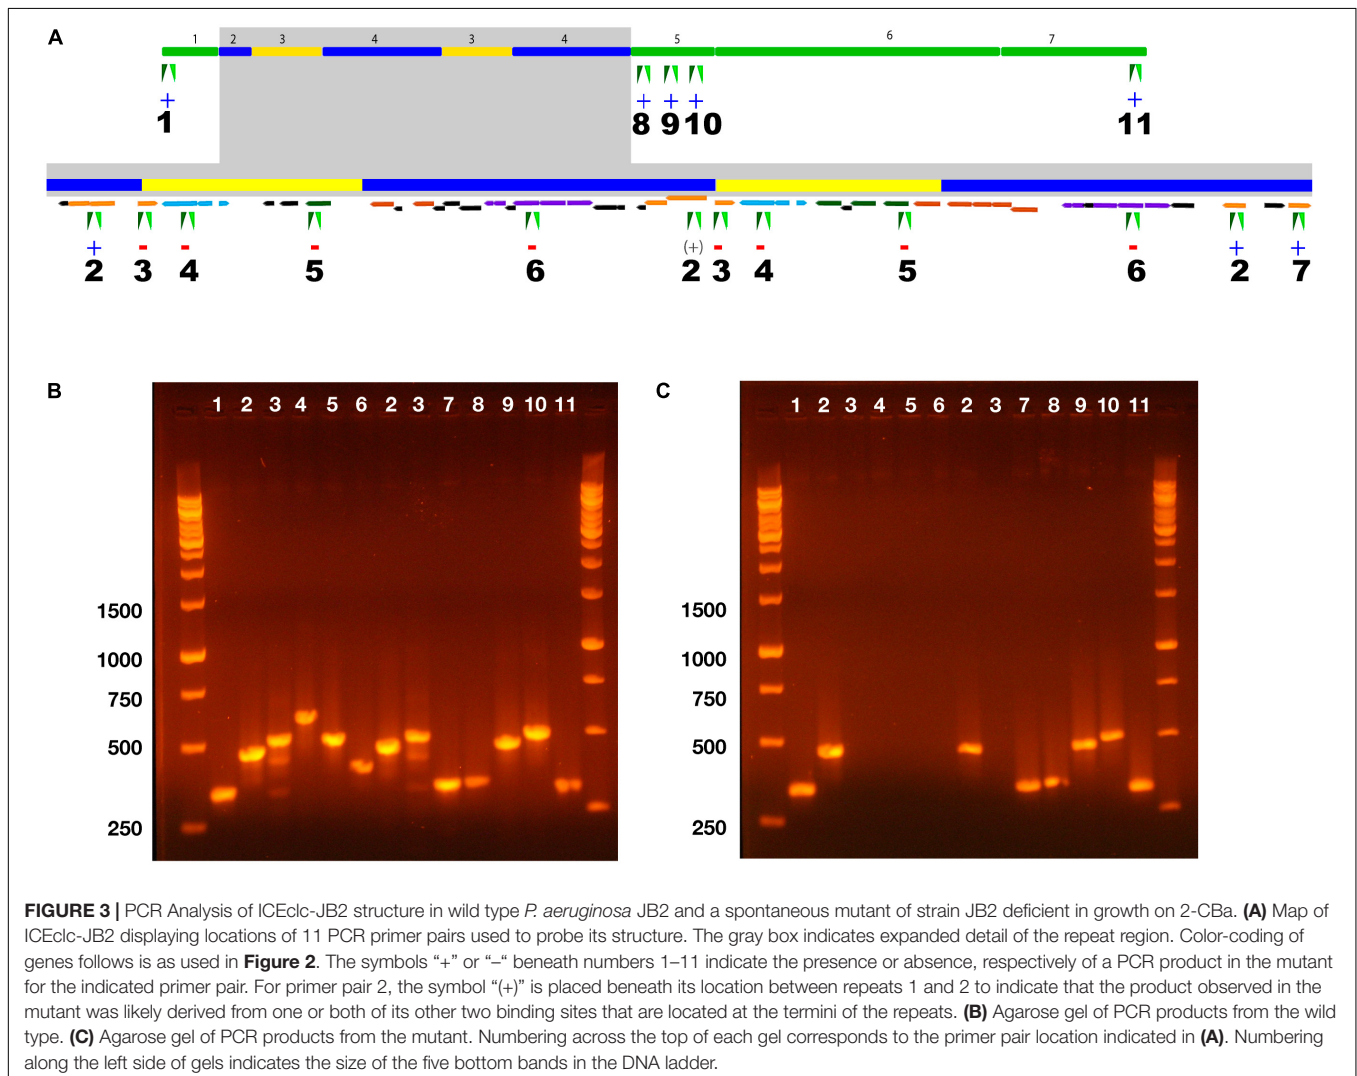 A
1 2 3 4 3 4 5 6 7
+ + + + +
1 8 9 10 11
+ - - - - (+) - - - - + +
2 3 4 5 6 2 3 4 5 6 2 7
B
1 2 3 4 5 6 2 3 7 8 9 10 11
1500
1000
750
500
250
C
1 2 3 4 5 6 2 3 7 8 9 10 11
1500
1000
750
500
250
FIGURE 3 | PCR Analysis of ICEclc-JB2 structure in wild type P. aeruginosa JB2 and a spontaneous mutant of strain JB2 deficient in growth on 2-CBa. (A) Map of
ICEclc-JB2 displaying locations of 11 PCR primer pairs used to probe its structure. The gray box indicates expanded detail of the repeat region. Color-coding of
genes follows is as used in Figure 2. The symbols “+” or “–“ beneath numbers 1–11 indicate the presence or absence, respectively of a PCR product in the mutant
for the indicated primer pair. For primer pair 2, the symbol “(+)” is placed beneath its location between repeats 1 and 2 to indicate that the product observed in the
mutant was likely derived from one or both of its other two binding sites that are located at the termini of the repeats. (B) Agarose gel of PCR products from the wild
type. (C) Agarose gel of PCR products from the mutant. Numbering across the top of each gel corresponds to the primer pair location indicated in (A). Numbering
along the left side of gels indicates the size of the five bottom bands in the DNA ladder.